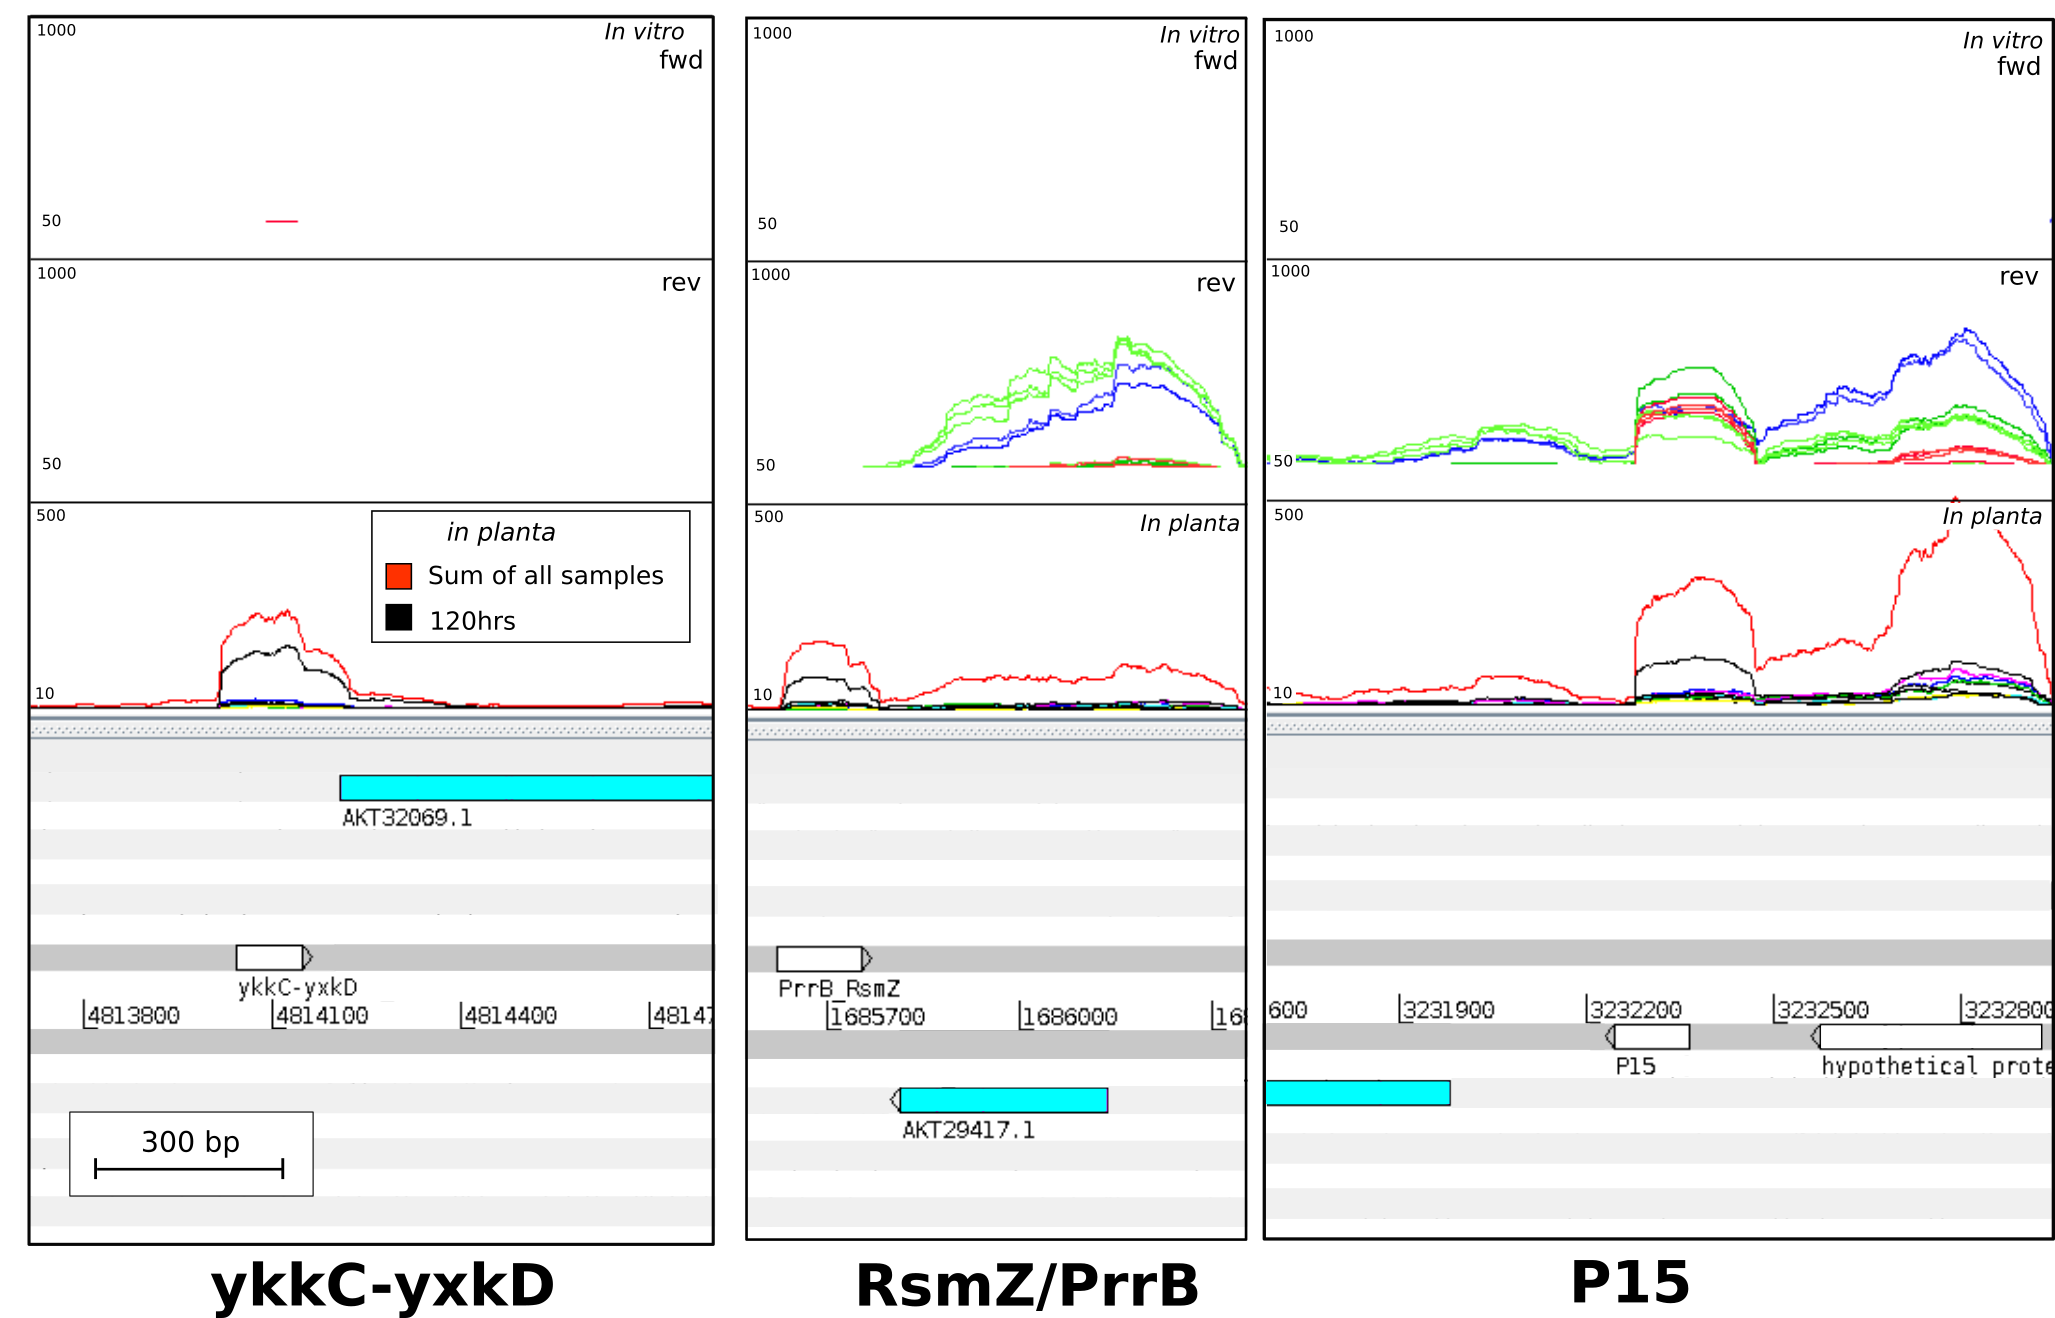 1000
In vitro
fwd
50
1000
rev
50
500
in planta
Sum of all samples
120hrs
10
AKT32069.1
ykkC-yxkD
4813800 4814100 4814400 48147
300 bp
ykkC-yxkD
1000
In vitro
fwd
50
1000
rev
50
500
In planta
10
PrrB_RsmZ
1685700 1686000 168
AKT29417.1
RsmZ/PrrB
1000
In vitro
fwd
50
1000
rev
50
500
In planta
10
600 3231900 3232200 3232500 3232800
P15 hypothetical prote
P15